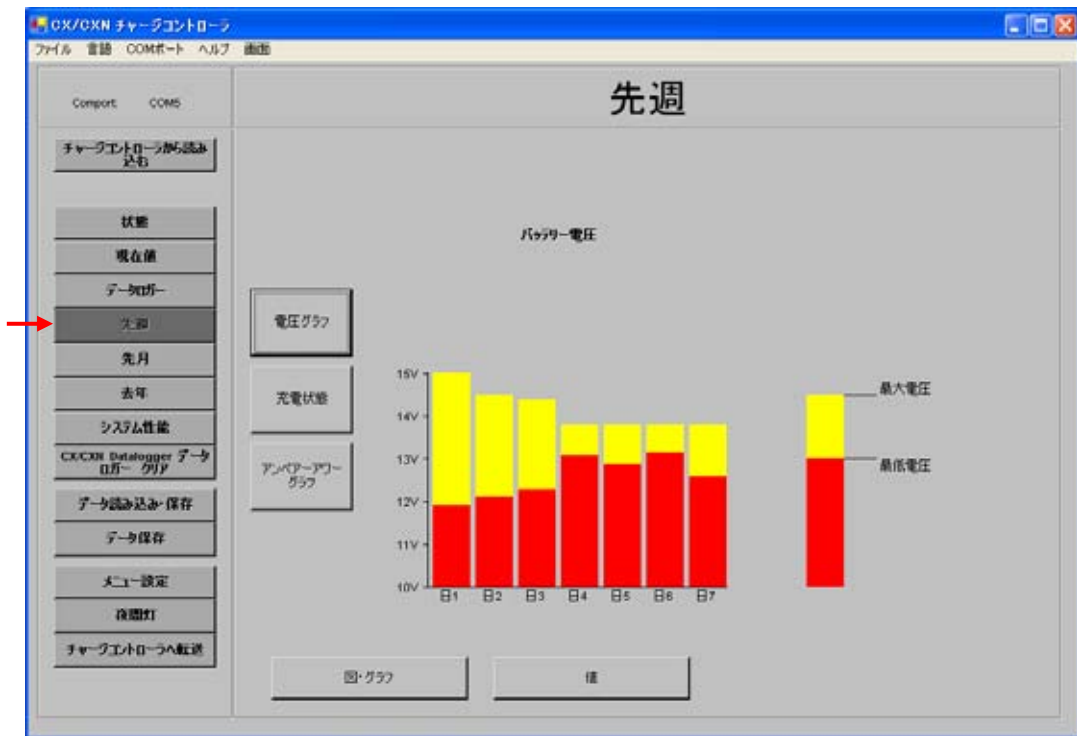 CX/CXN チャージコントローラ
ファイル 言語 COMポート ヘルプ 画面
Comport: COM5
先週
チャージコントローラから読み
込む
状態
現在値
データロガー
先週
先月
去年
システム性能
CX/CXN Datalogger データ
ロガー クリア
データ読み込み・保存
データ保存
メニュー設定
夜間灯
チャージコントローラへ転送
バッテリー電圧
電圧グラフ
充電状態
アンペアーアワー
グラフ
15V
14V
13V
12V
11V
10V
日1 日2 日3 日4 日5 日6 日7
最大電圧
最低電圧
図・グラフ
値